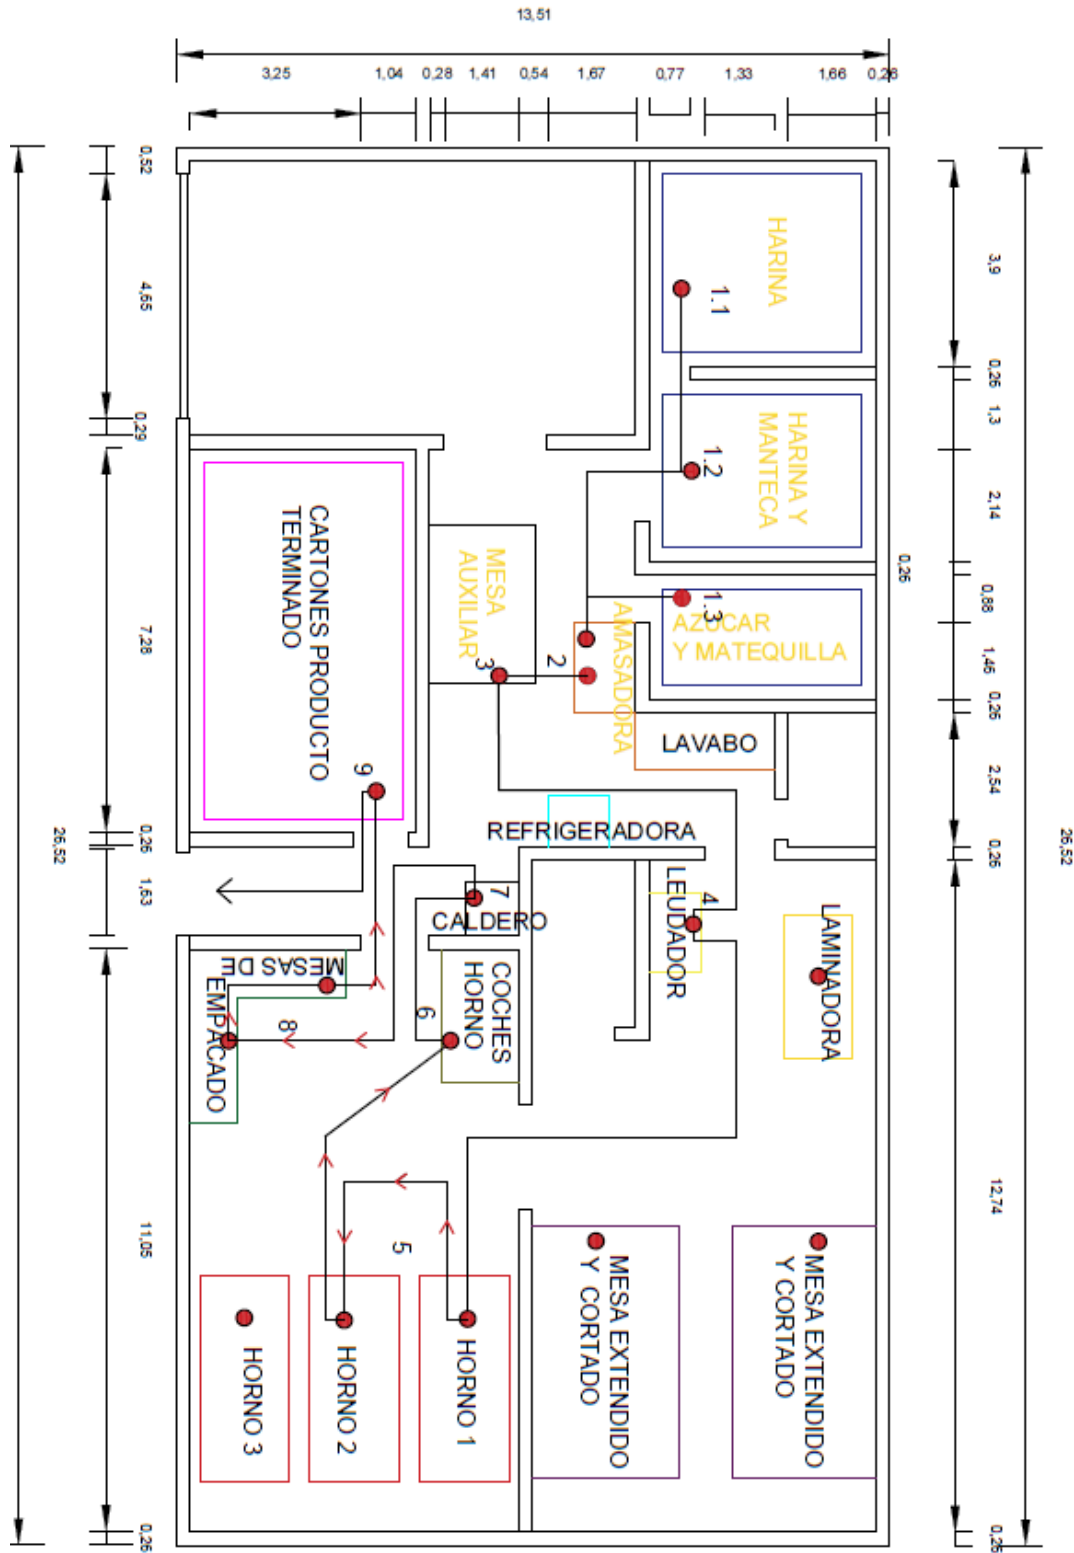 13,51
3,25
1,04
0,28
1,41
0,54
1,67
0,77
1,33
1,66
0,26
0,52
4,65
0,29
7,28
0,26
1,63
11,05
0,26
26,52
3,9
0,26
1,3
2,14
0,88
1,46
0,26
2,54
0,26
12,74
0,26
26,52
0,26
HARINA
1.1
HARINA Y
MANTECA
1.2
1.3
AZUCAR
Y MATEQUILLA
AMASADORA
2
MESA
AUXILIAR
3
LAVABO
CARTONES PRODUCTO
TERMINADO
9
REFRIGERADORA
LEUDADOR
4
LAMINADORA
7
CALDERO
COCHES
HORNO
6
MESAS DE
EMPACADO
8
5
MESA EXTENDIDO
Y CORTADO
MESA EXTENDIDO
Y CORTADO
HORNO 1
HORNO 2
HORNO 3